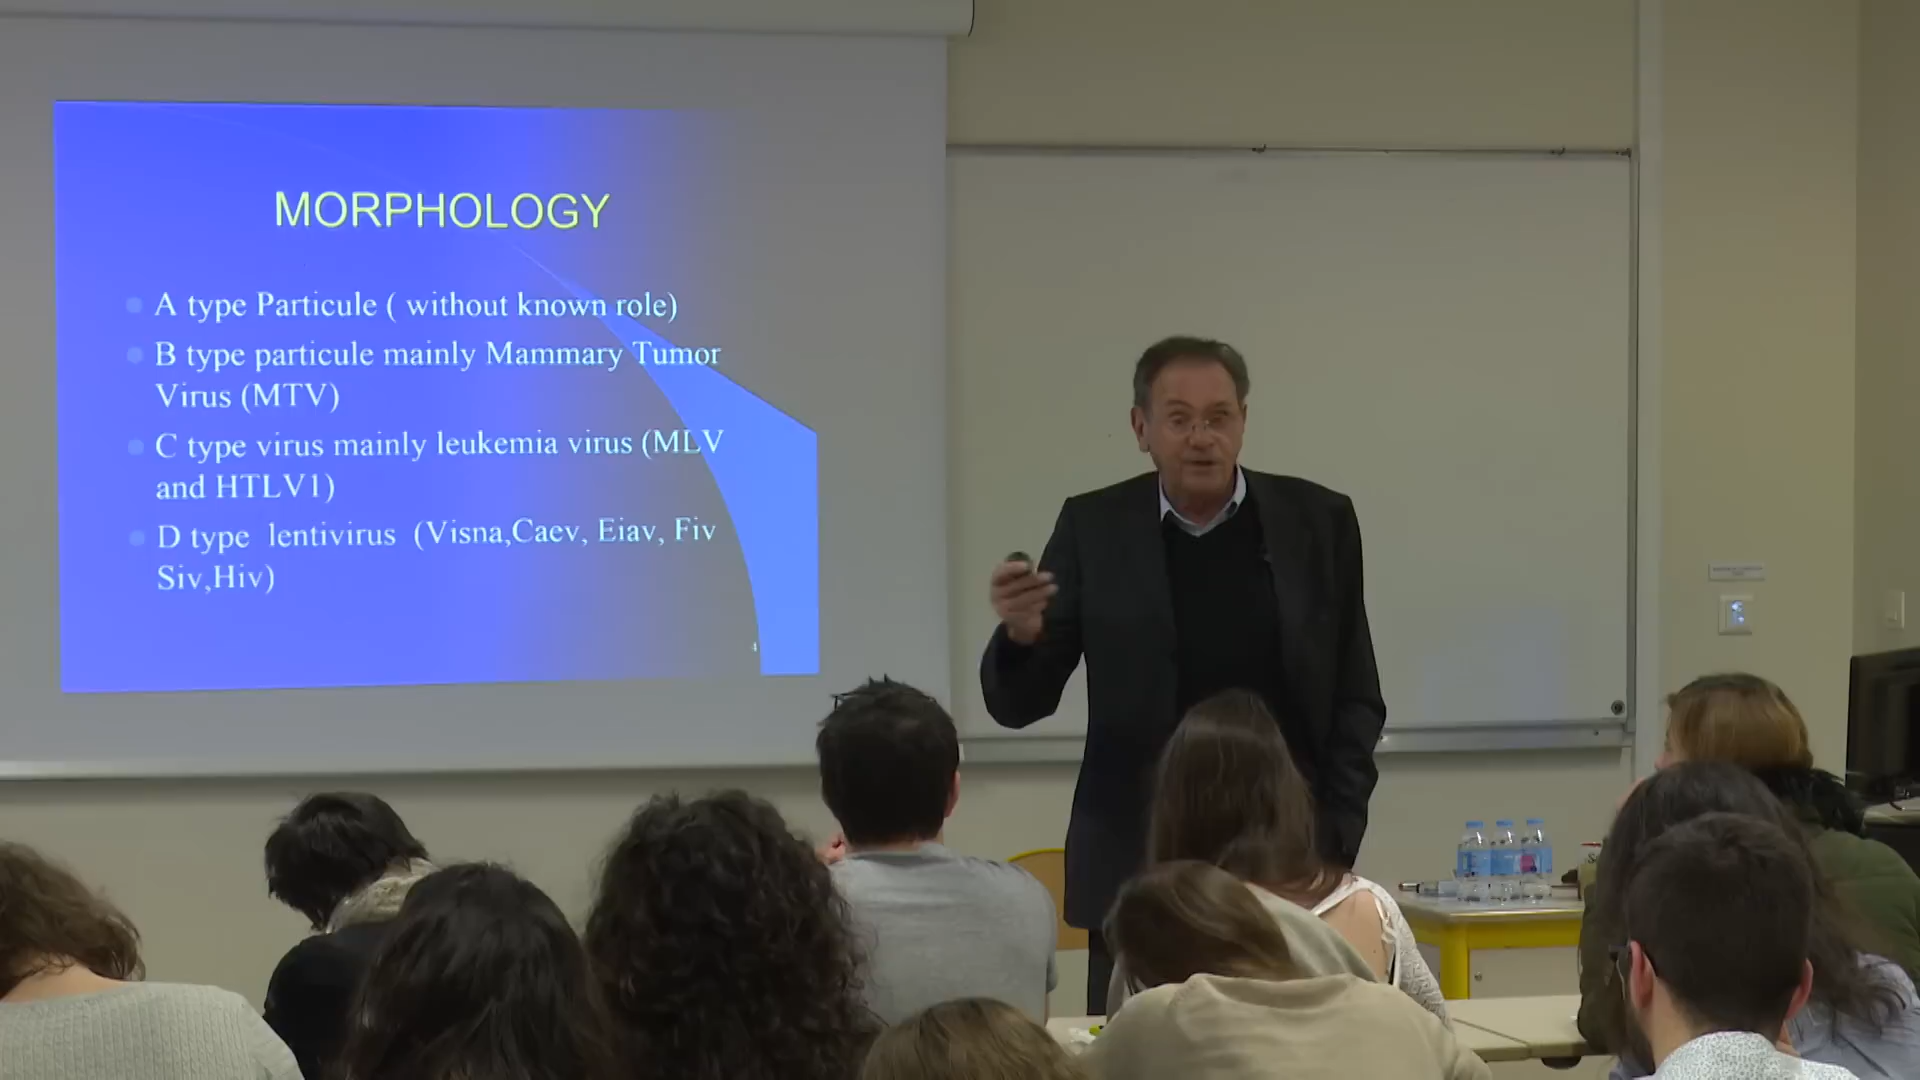 MORPHOLOGY
A type Particule ( without known role)
B type particule mainly Mammary Tumor
Virus (MTV)
C type virus mainly leukemia virus (MLV
and HTLV1)
D type lentivirus (Visna,Caev, Eiav, Fiv
Siv,Hiv)
4